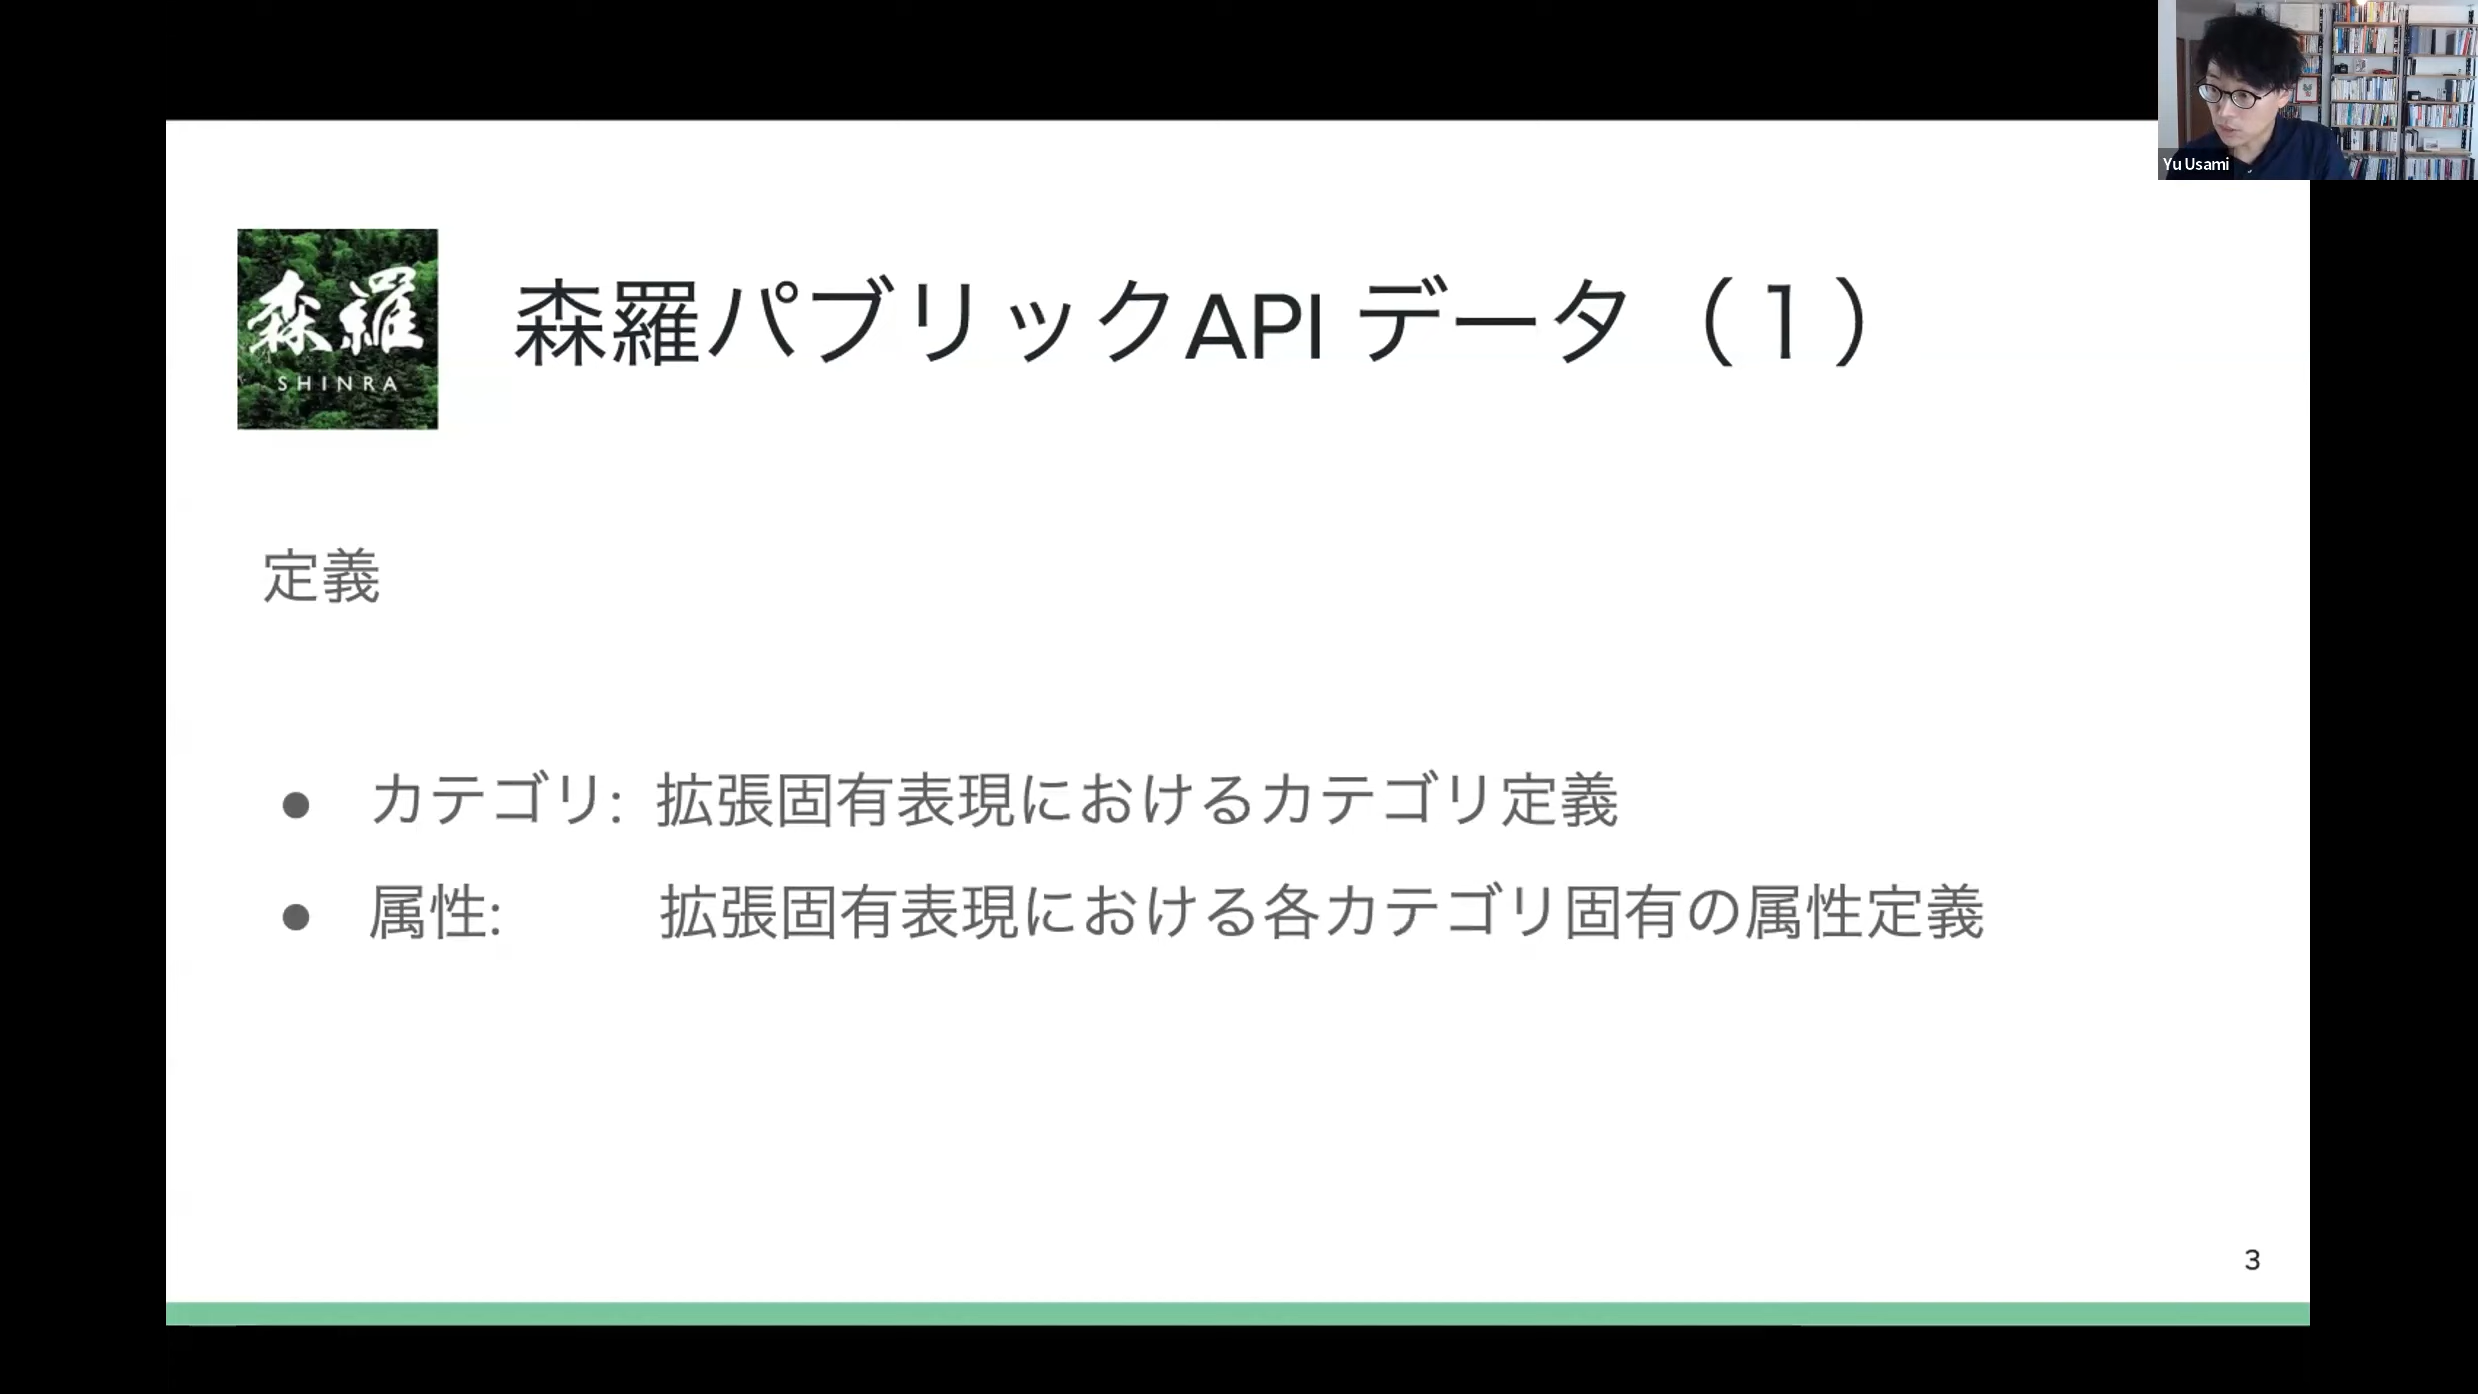 Yu Usami
森羅
SHINRA
森羅パブリックAPI データ（１）
定義
● カテゴリ: 拡張固有表現におけるカテゴリ定義
● 属性: 拡張固有表現における各カテゴリ固有の属性定義
3